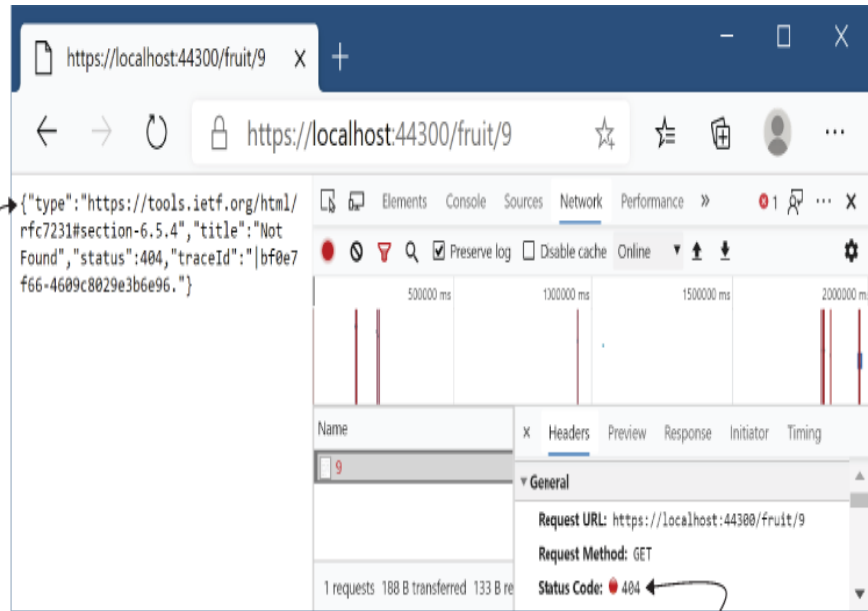 https://localhost:44300/fruit/9
https://localhost:44300/fruit/9
{"type":"https://tools.ietf.org/html/
rfc7231#section-6.5.4","title":"Not
Found","status":404,"traceId":"|bf0e7
f66-4609c8029e3b6e96."}
Elements Console Sources Network Performance » 1
Preserve log Disable cache Online
500000 ms 1000000 ms 1500000 ms 2000000 m
Name
9
1 requests 188 B transferred 133 B re
× Headers Preview Response Initiator Timing
General
Request URL: https://localhost:44300/fruit/9
Request Method: GET
Status Code: 404